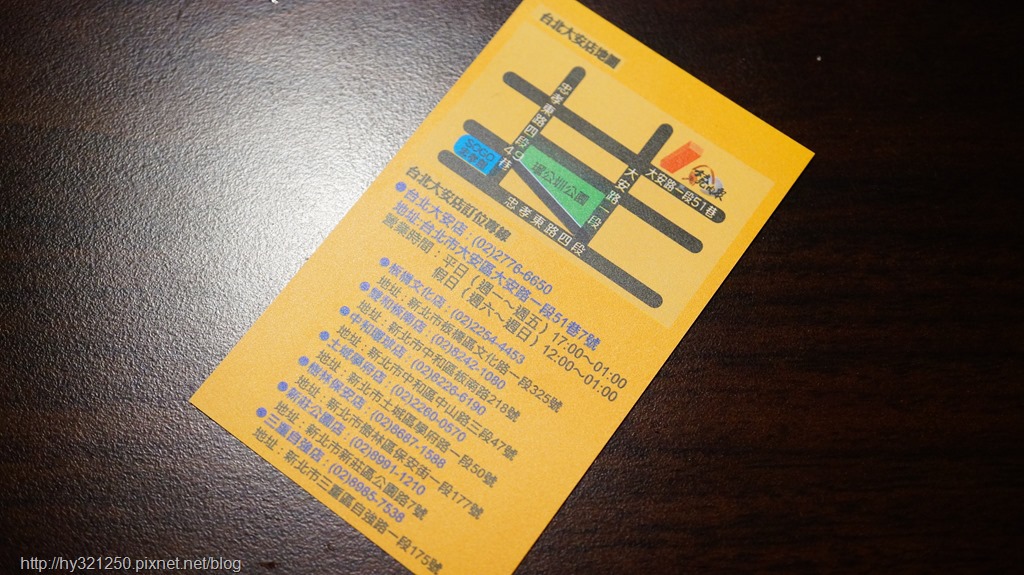 台北大安店地圖
忠孝東路四段
49巷
SOGO
忠孝館
瑠公圳公園
大安路一段
大安路一段51巷
忠孝東路四段
台北大安店訂位專線
●台北大安店:(02)2776-6650
地址:台北市大安區大安路一段51巷7號
營業時間:平日(週一~週五)17:00~01:00
假日(週六~週日)12:00~01:00
●板橋文化店:(02)2254-4453
地址:新北市板橋區文化路一段325號
●雙和板南店:(02)8242-1080
地址:新北市中和區板南路218號
●中和環球店:(02)2226-6190
地址:新北市中和區中山路三段47號
●土城學府店:(02)2260-0570
地址:新北市土城區學府路一段50號
●樹林保安店:(02)8687-1588
地址:新北市樹林區保安街一段177號
●新莊公園店:(02)8991-1210
地址:新北市新莊區公園路7號
●三重自強店:(02)8985-7538
地址:新北市三重區自強路一段175號
http://hy321250.pixnet.net/blog